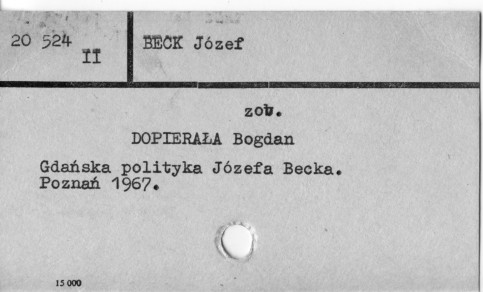 20 524
II
BECK Józef
zob.
DOPIERAŁA Bogdan
Gdańska polityka Józefa Becka.
Poznań 1967.
15 000